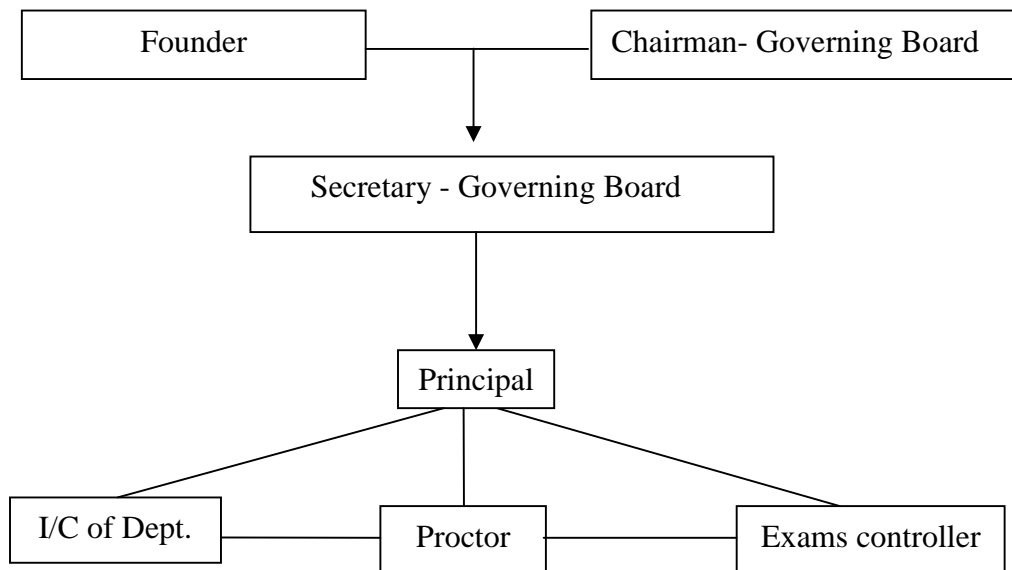 Founder
Chairman- Governing Board
Secretary - Governing Board
Principal
I/C of Dept.
Proctor
Exams controller